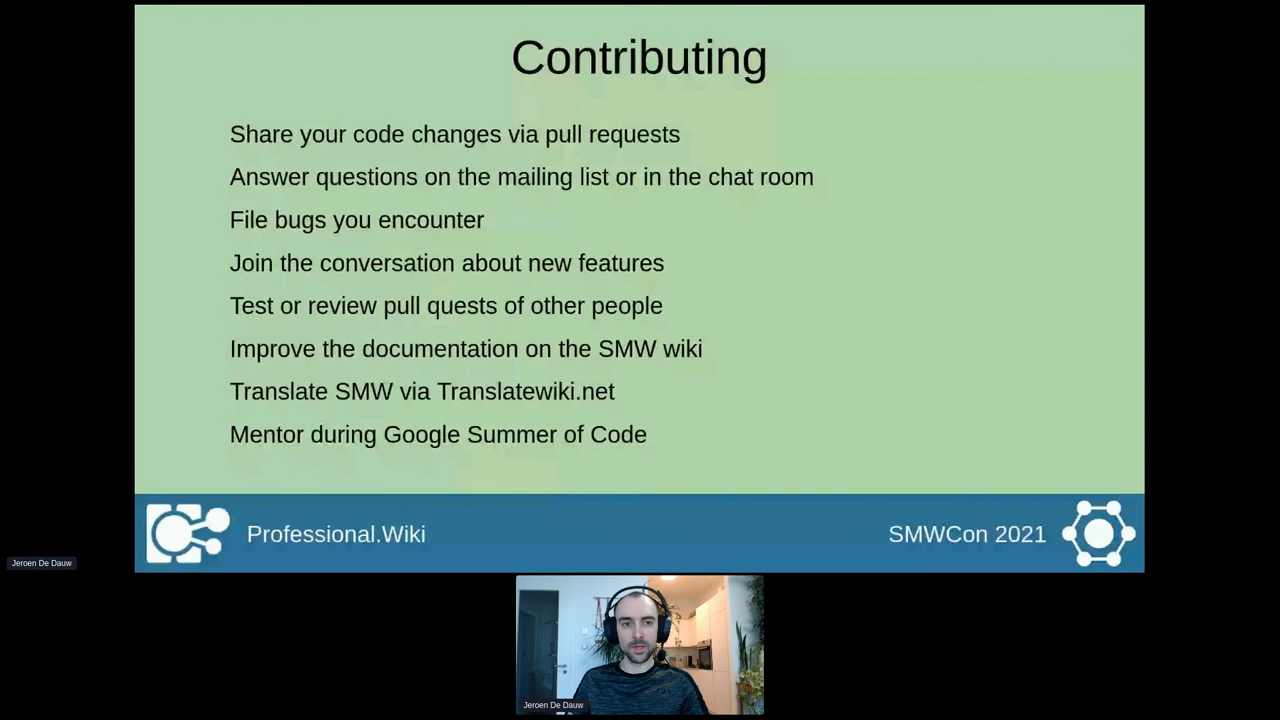 Contributing
Share your code changes via pull requests
Answer questions on the mailing list or in the chat room
File bugs you encounter
Join the conversation about new features
Test or review pull quests of other people
Improve the documentation on the SMW wiki
Translate SMW via Translatewiki.net
Mentor during Google Summer of Code
Professional.Wiki
SMWCon 2021
Jeroen De Dauw
Jeroen De Dauw